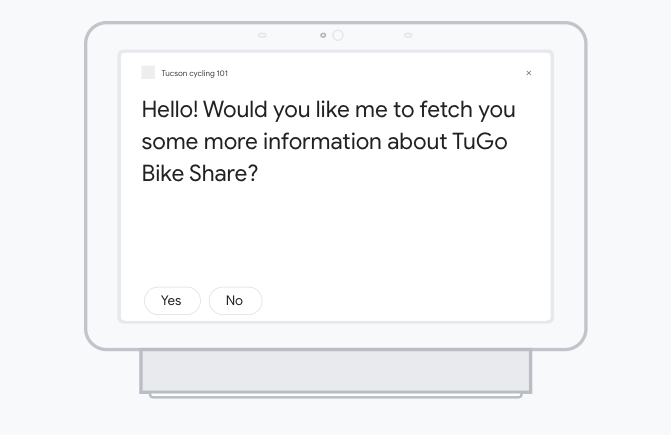 Tucson cycling 101
Hello! Would you like me to fetch you
some more information about TuGo
Bike Share?
Yes No